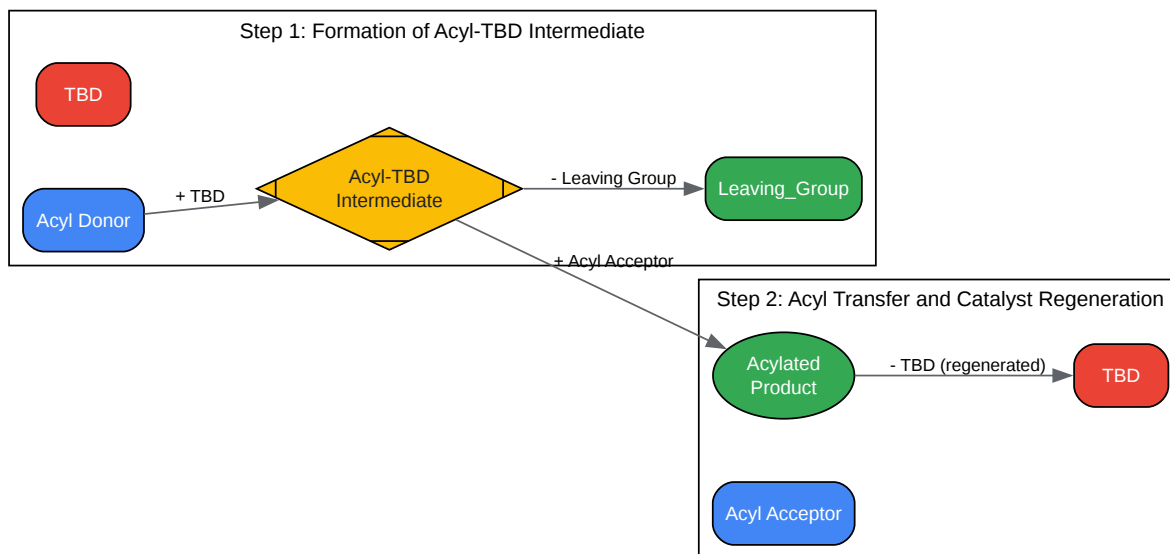 Step 1: Formation of Acyl-TBD Intermediate
TBD
Acyl Donor
+ TBD
Acyl-TBD
Intermediate
- Leaving Group
Leaving_Group
+ Acyl Acceptor
Step 2: Acyl Transfer and Catalyst Regeneration
Acylated
Product
- TBD (regenerated)
TBD
Acyl Acceptor